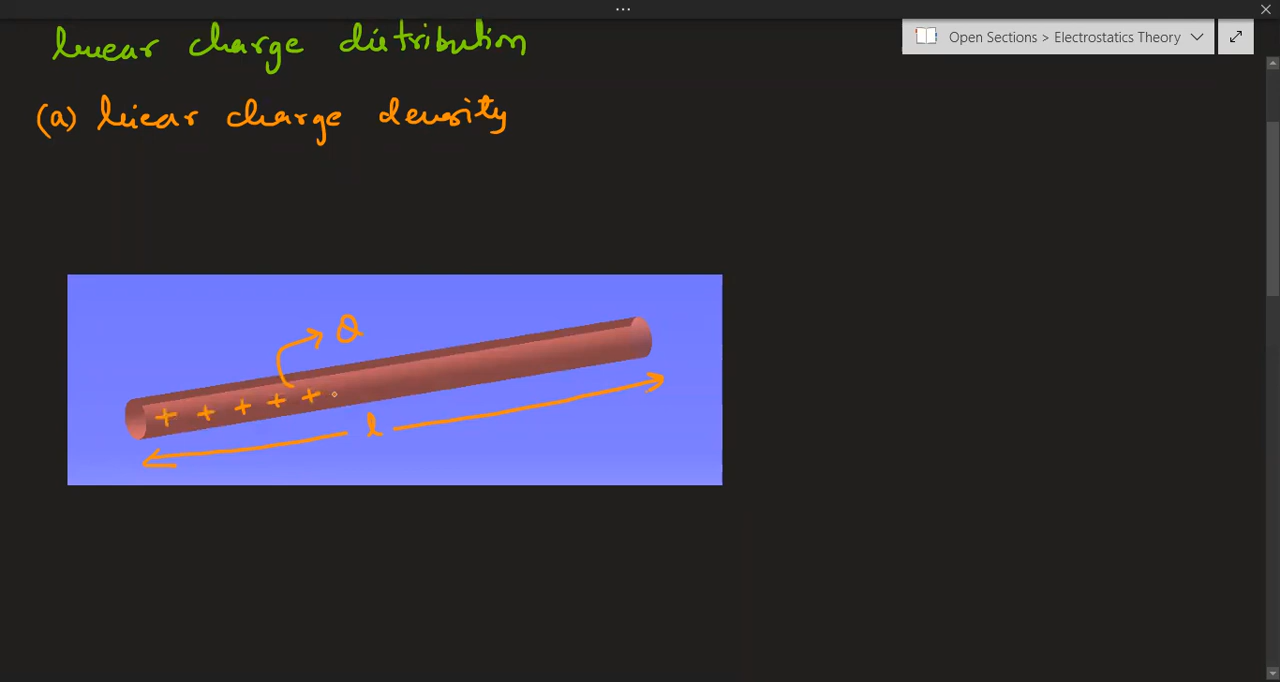 linear charge distribution
Open Sections > Electrostatics Theory
(a) linear charge density
Q
+ + + + +
l